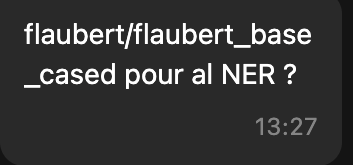 flaubert/flaubert_base
_cased pour al NER ?
13:27